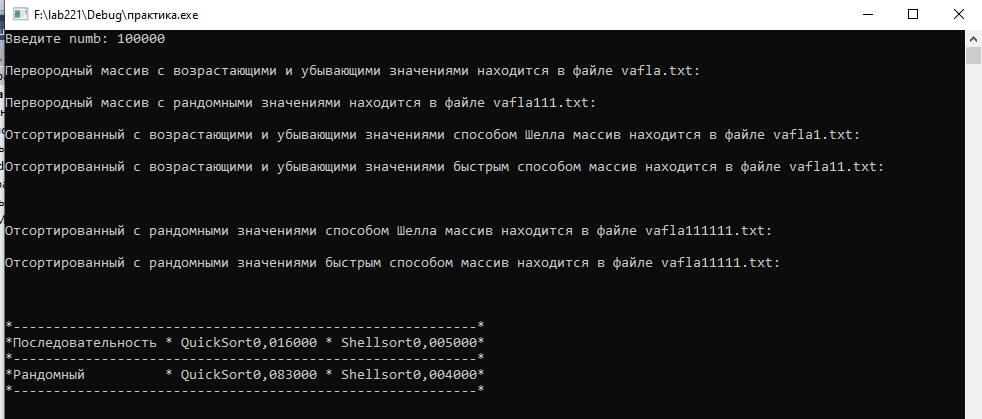 F:\lab221\Debug\практика.exe
Введите numb: 100000
Первородный массив с возрастающими и убывающими значениями находится в файле vafla.txt:
Первородный массив с рандомными значениями находится в файле vafla111.txt:
Отсортированный с возрастающими и убывающими значениями способом Шелла массив находится в файле vafla1.txt:
Отсортированный с возрастающими и убывающими значениями быстрым способом массив находится в файле vafla11.txt:
Отсортированный с рандомными значениями способом Шелла массив находится в файле vafla111111.txt:
Отсортированный с рандомными значениями быстрым способом массив находится в файле vafla11111.txt:
*----------------------------------------------------------*
*Последовательность * QuickSort0,016000 * Shellsort0,005000*
*----------------------------------------------------------*
*Рандомный          * QuickSort0,083000 * Shellsort0,004000*
*----------------------------------------------------------*